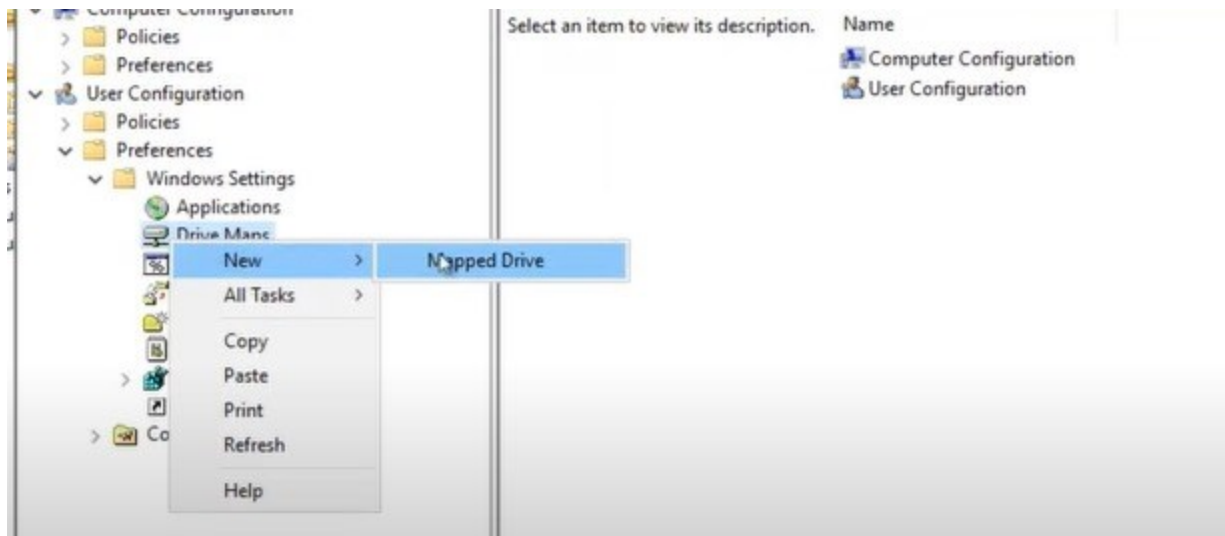 Computer Configuration
Policies
Preferences
User Configuration
Policies
Preferences
Windows Settings
Applications
Drive Maps
New
All Tasks
Copy
Paste
Print
Refresh
Help
Co
Mapped Drive
Select an item to view its description.
Name
Computer Configuration
User Configuration